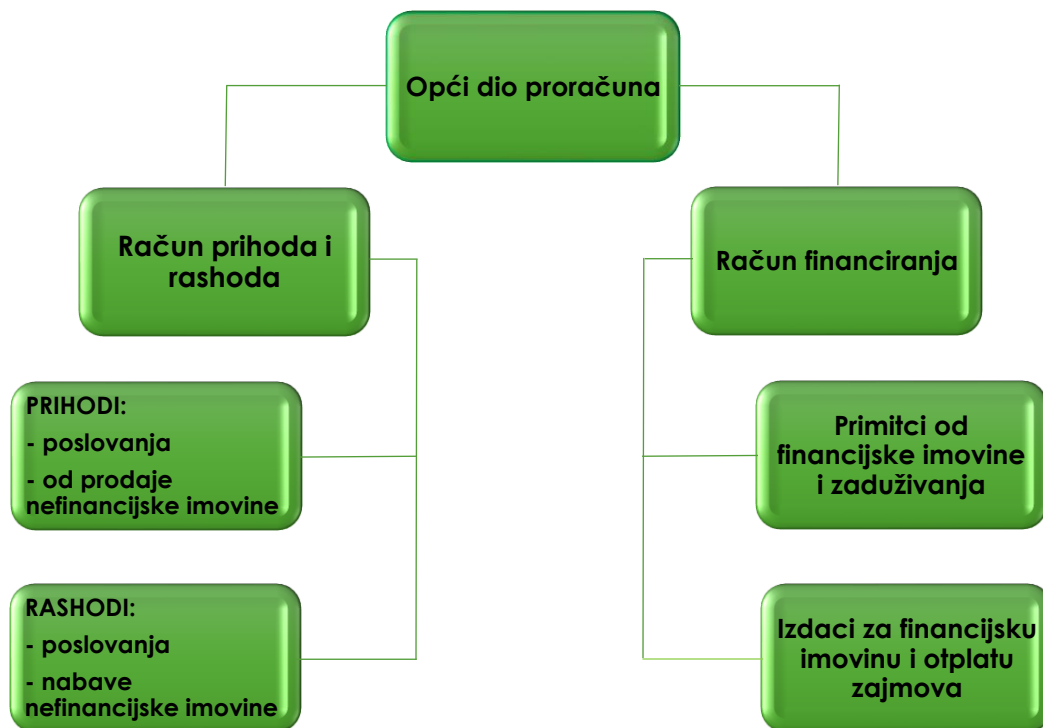 Opći dio proračuna
Račun prihoda i
rashoda
Račun financiranja
PRIHODI:
- poslovanja
- od prodaje
nefinancijske imovine
Primitci od
financijske imovine
i zaduživanja
RASHODI:
- poslovanja
- nabave
nefinancijske imovine
Izdaci za financijsku
imovinu i otplatu
zajmova